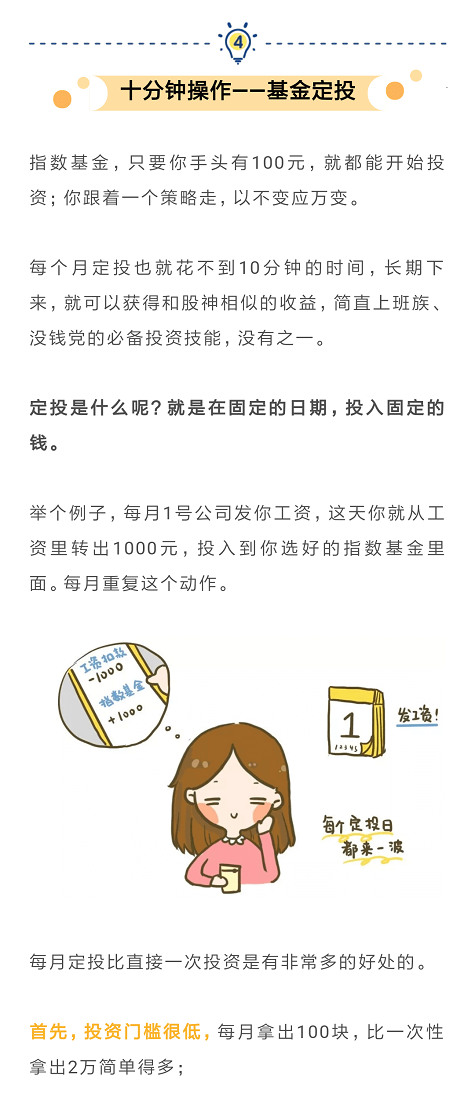 4
十分钟操作——基金定投
指数基金，只要你手头有100元，就都能开始投
资；你跟着一个策略走，以不变应万变。
每个月定投也就花不到10分钟的时间，长期下
来，就可以获得和股神相似的收益，简直上班族、
没钱党的必备投资技能，没有之一。
定投是什么呢？就是在固定的日期，投入固定的
钱。
举个例子，每月1号公司发你工资，这天你就从工
资里转出1000元，投入到你选好的指数基金里
面。每月重复这个动作。
工资扣款
-1000
指数基金
+1000
1
12345
发工资！
每个定投日
都来一波
每月定投比直接一次投资是有非常多的好处的。
首先，投资门槛很低，每月拿出100块，比一次性
拿出2万简单得多；